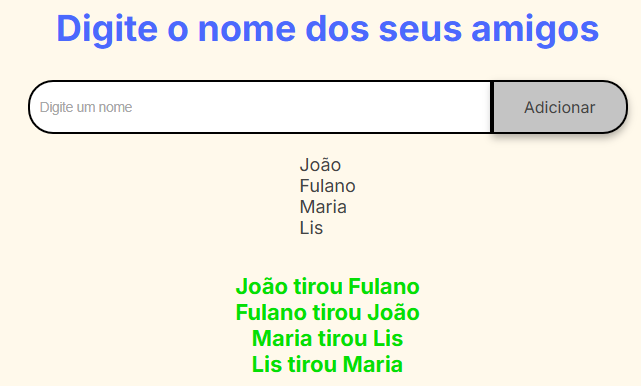 Digite o nome dos seus amigos
Digite um nome
Adicionar
João
Fulano
Maria
Lis
João tirou Fulano
Fulano tirou João
Maria tirou Lis
Lis tirou Maria